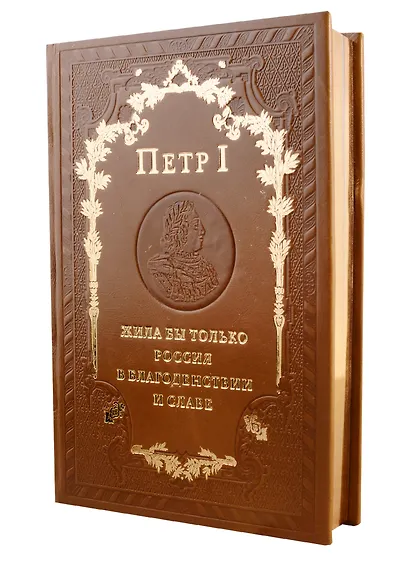 Петр I
ЖИЛА БЫ ТОЛЬКО
РОССИЯ
В БЛАГОДЕНСТВИИ
И СЛАВЕ